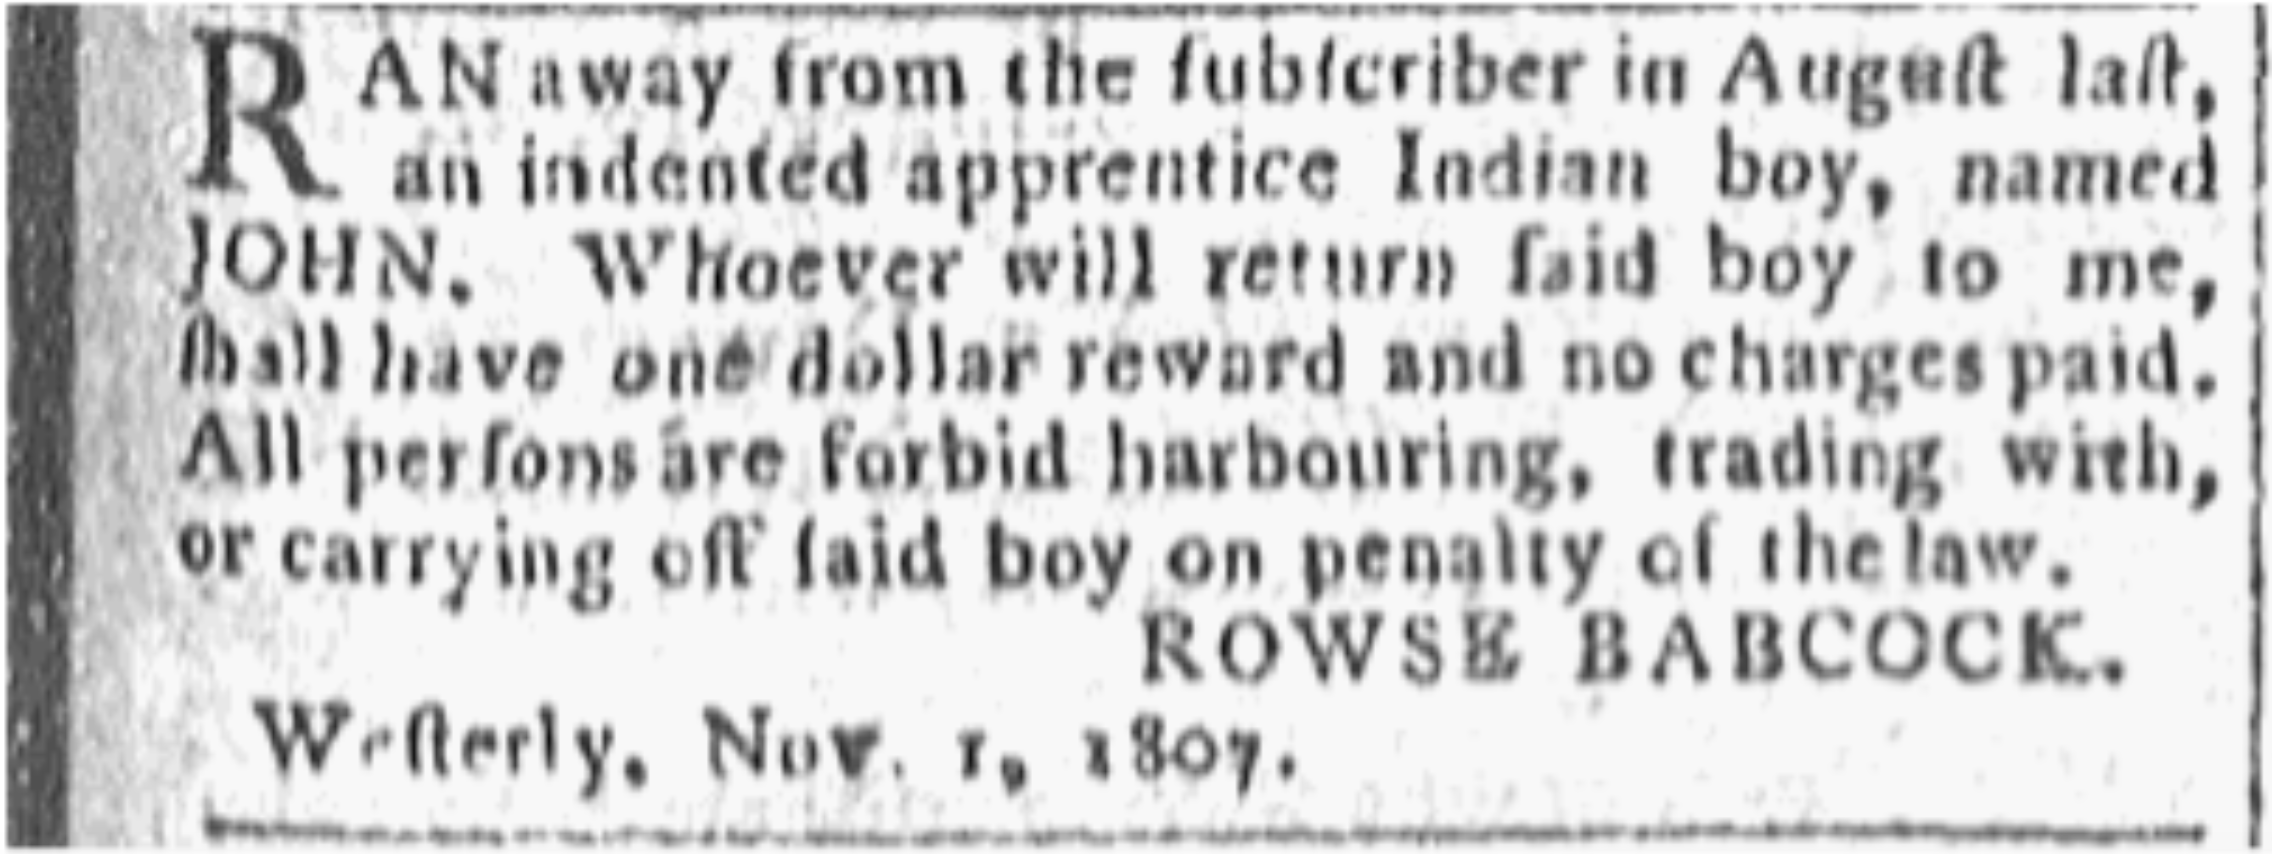 RAN away from the ſubſcriber in Auguſt laſt,
an indented apprentice Indian boy, named
JOHN. Whoever will return ſaid boy to me,
ſhall have one dollar reward and no charges paid.
All perſons are forbid harbouring, trading with,
or carrying off ſaid boy on penalty of the law.
ROWSE BABCOCK.
Weſterly, Nov. 1, 1807.